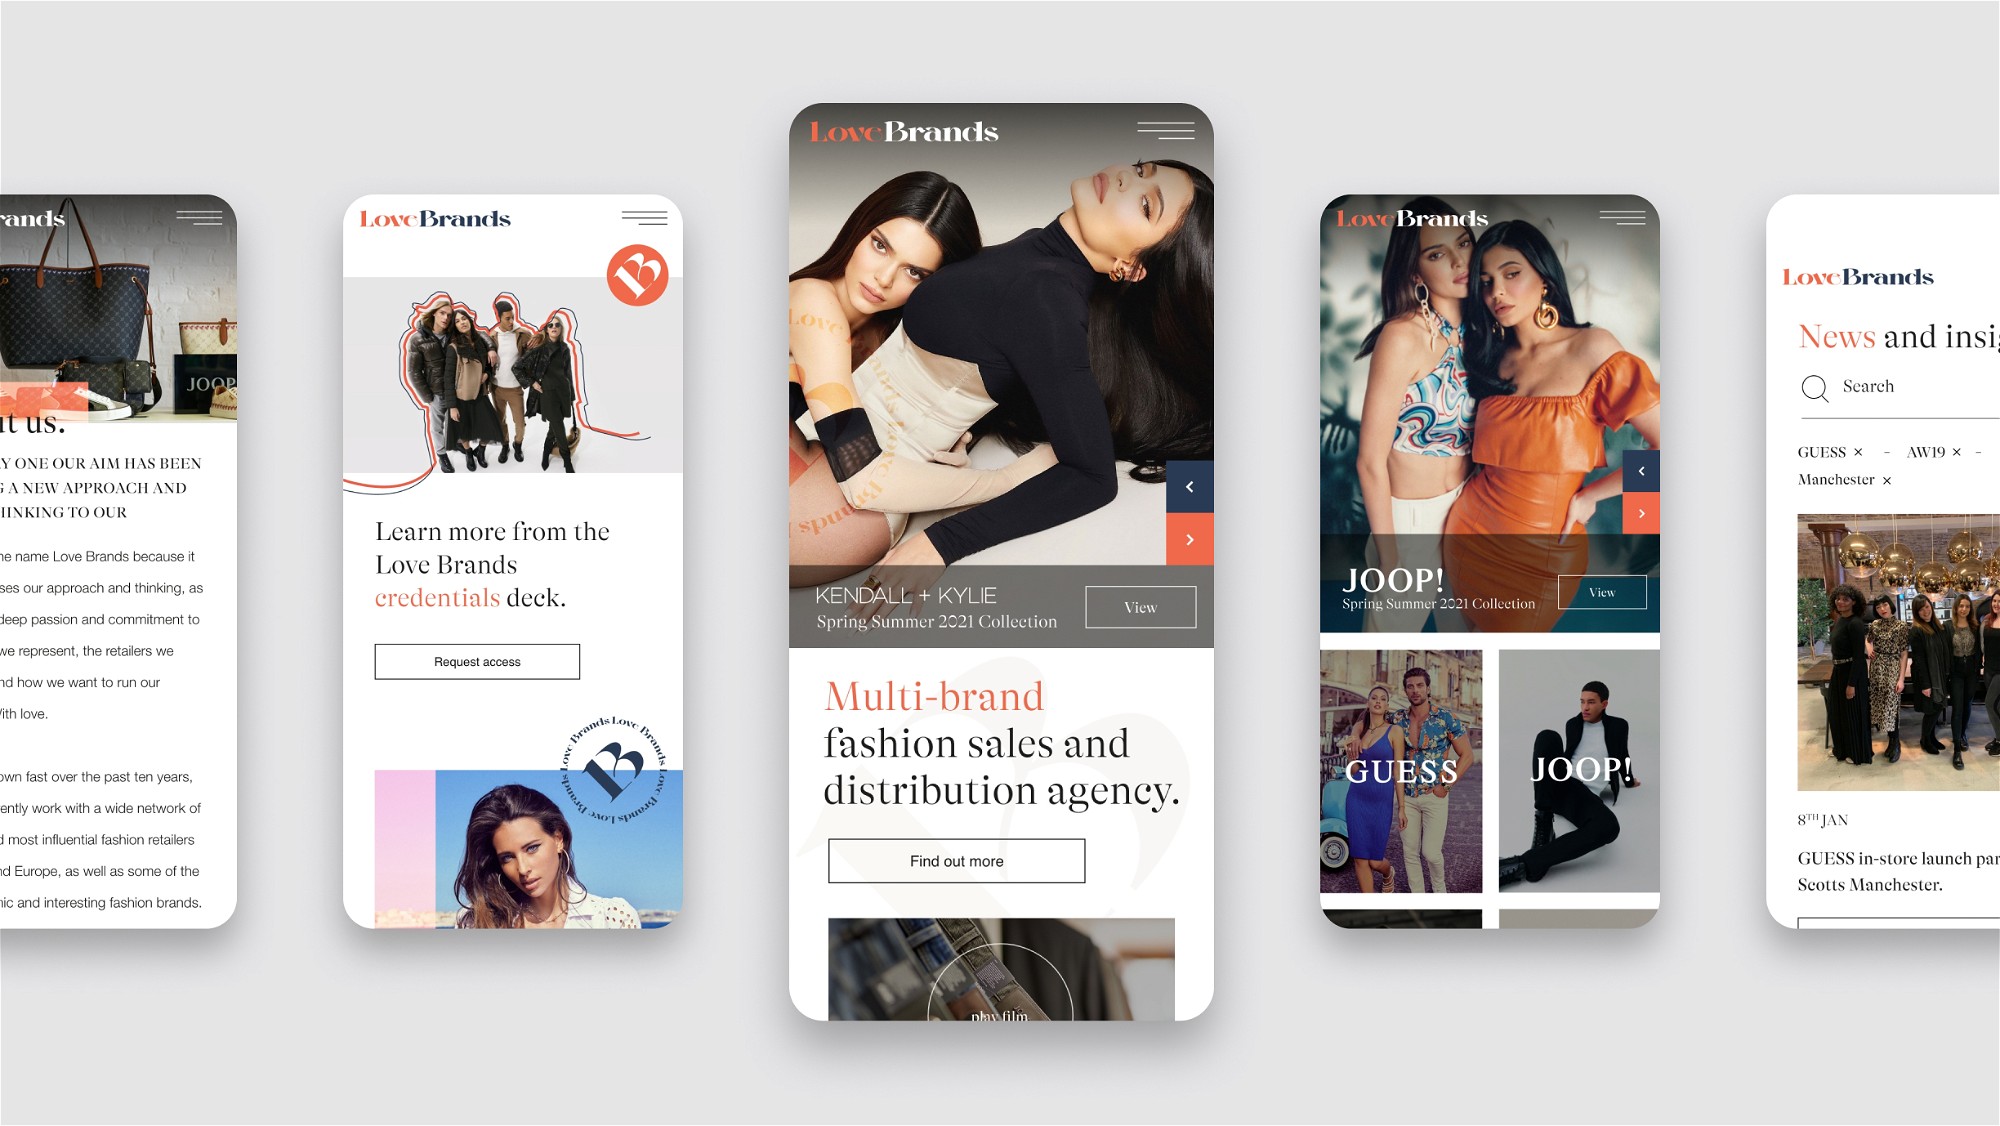 rands
JOOP
t us.
Y ONE OUR AIM HAS BEEN
G A NEW APPROACH AND
HINKING TO OUR
he name Love Brands because it
ses our approach and thinking, as
deep passion and commitment to
we represent, the retailers we
nd how we want to run our
ith love.
own fast over the past ten years,
ently work with a wide network of
d most influential fashion retailers
nd Europe, as well as some of the
nic and interesting fashion brands.
LoveBrands
B
Learn more from the
Love Brands
credentials deck.
Request access
Love Brands Love Brands Love Brands Love Brands
B
LoveBrands
Love
KENDALL + KYLIE
Spring Summer 2021 Collection
View
Multi-brand
fashion sales and
distribution agency.
Find out more
play film
LoveBrands
JOOP!
Spring Summer 2021 Collection
View
GUESS
JOOP!
LoveBrands
News and insig
Search
GUESS × - AW19 × -
Manchester ×
8TH JAN
GUESS in-store launch par
Scotts Manchester.